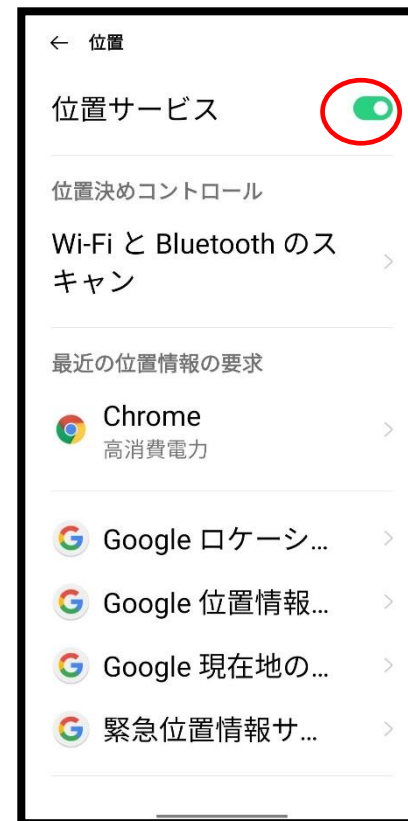 ← 位置
位置サービス
位置決めコントロール
Wi-Fi と Bluetooth のス
キャン
最近の位置情報の要求
Chrome
高消費電力
Google ロケーシ...
Google 位置情報...
Google 現在地の...
緊急位置情報サ...